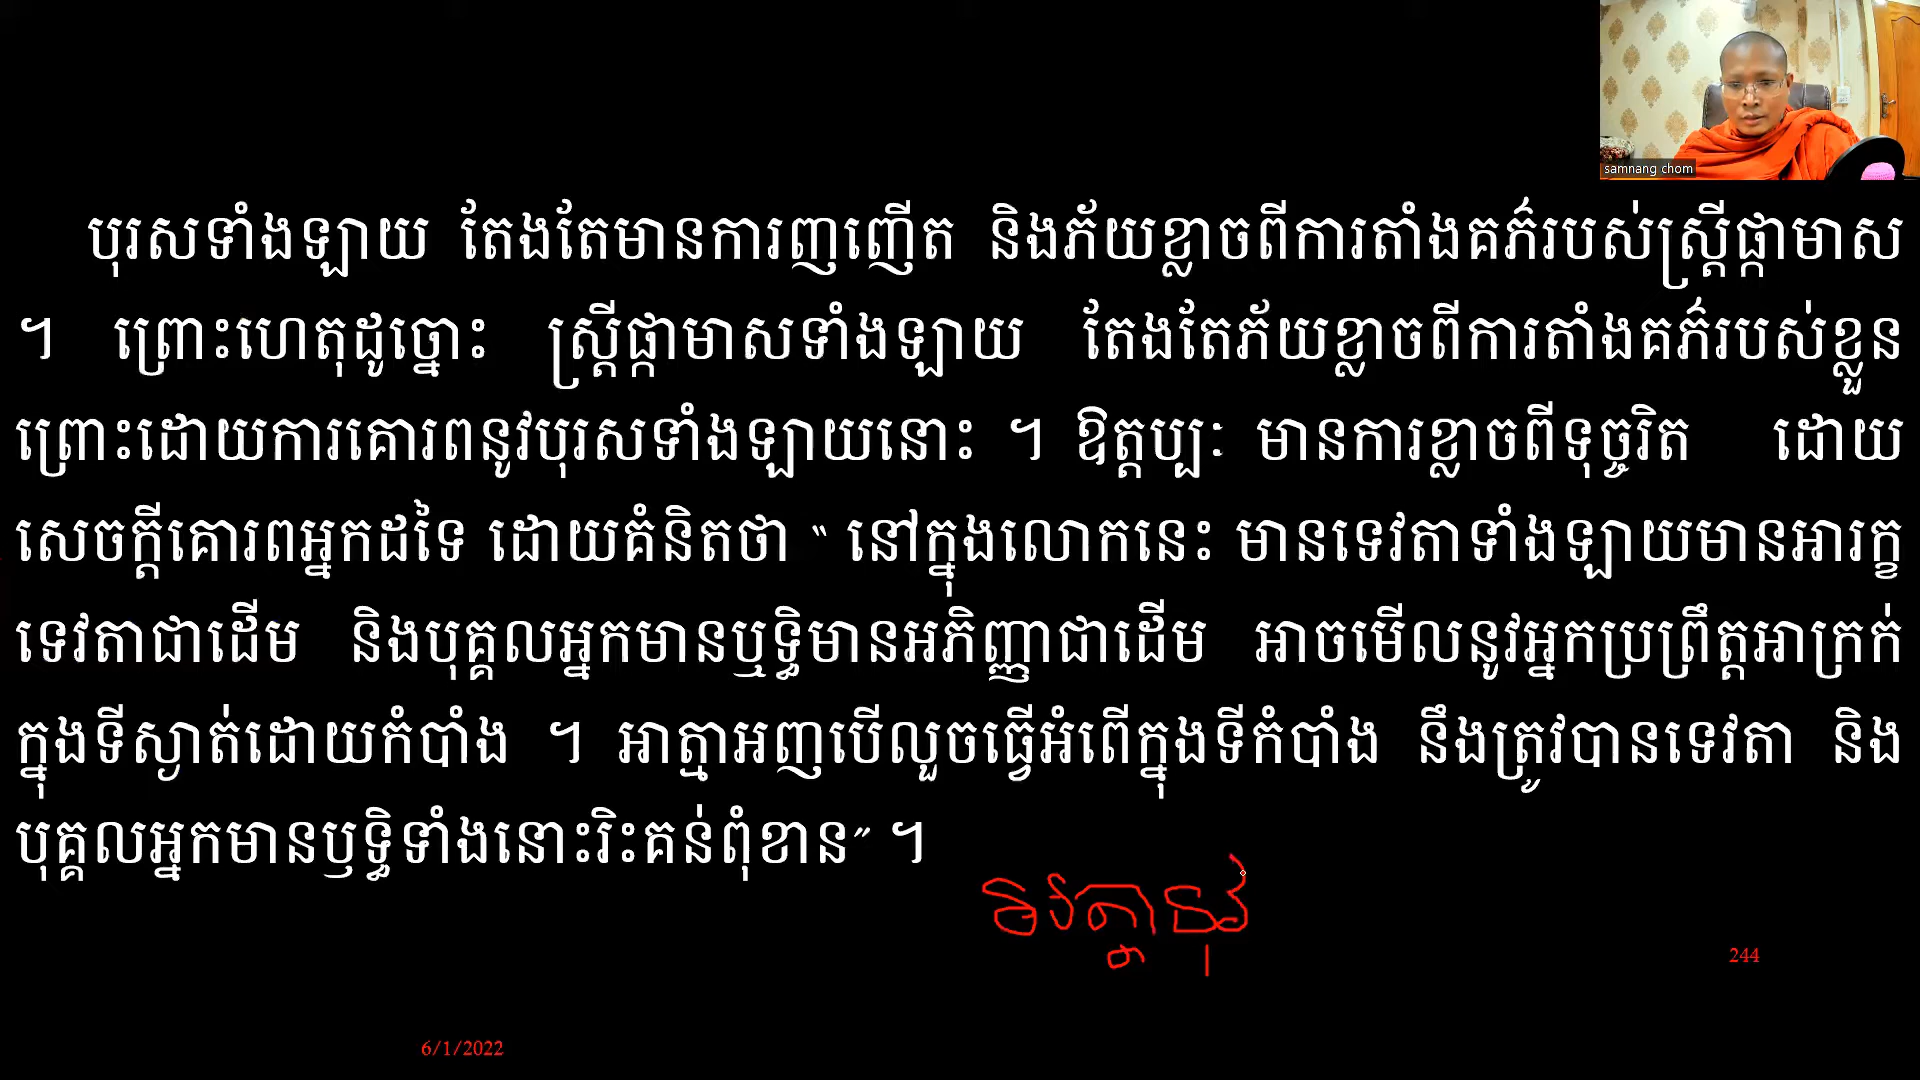 samnang chom
បុរសទាំងឡាយ តែងតែមានការញញើត និងភ័យខ្លាចពីការតាំងគភ៌របស់ស្ត្រីផ្កាមាស
។ ព្រោះហេតុដូច្នោះ ស្ត្រីផ្កាមាសទាំងឡាយ តែងតែភ័យខ្លាចពីការតាំងគភ៌របស់ខ្លួន
ព្រោះដោយការគោរពនូវបុរសទាំងឡាយនោះ ។ ឱត្តប្បៈ មានការខ្លាចពីទុច្ចរិត ដោយ
សេចក្តីគោរពអ្នកដទៃ ដោយគំនិតថា “ នៅក្នុងលោកនេះ មានទេវតាទាំងឡាយមានអារក្ខ
ទេវតាជាដើម និងបុគ្គលអ្នកមានឬទ្ធិមានអភិញ្ញាជាដើម អាចមើលនូវអ្នកប្រព្រឹត្តអាក្រក់
ក្នុងទីស្ងាត់ដោយកំបាំង ។ អាត្មាអញបើលួចធ្វើអំពើក្នុងទីកំបាំង នឹងត្រូវបានទេវតា និង
បុគ្គលអ្នកមានឫទ្ធិទាំងនោះរិះគន់ពុំខាន” ។
244
6/1/2022